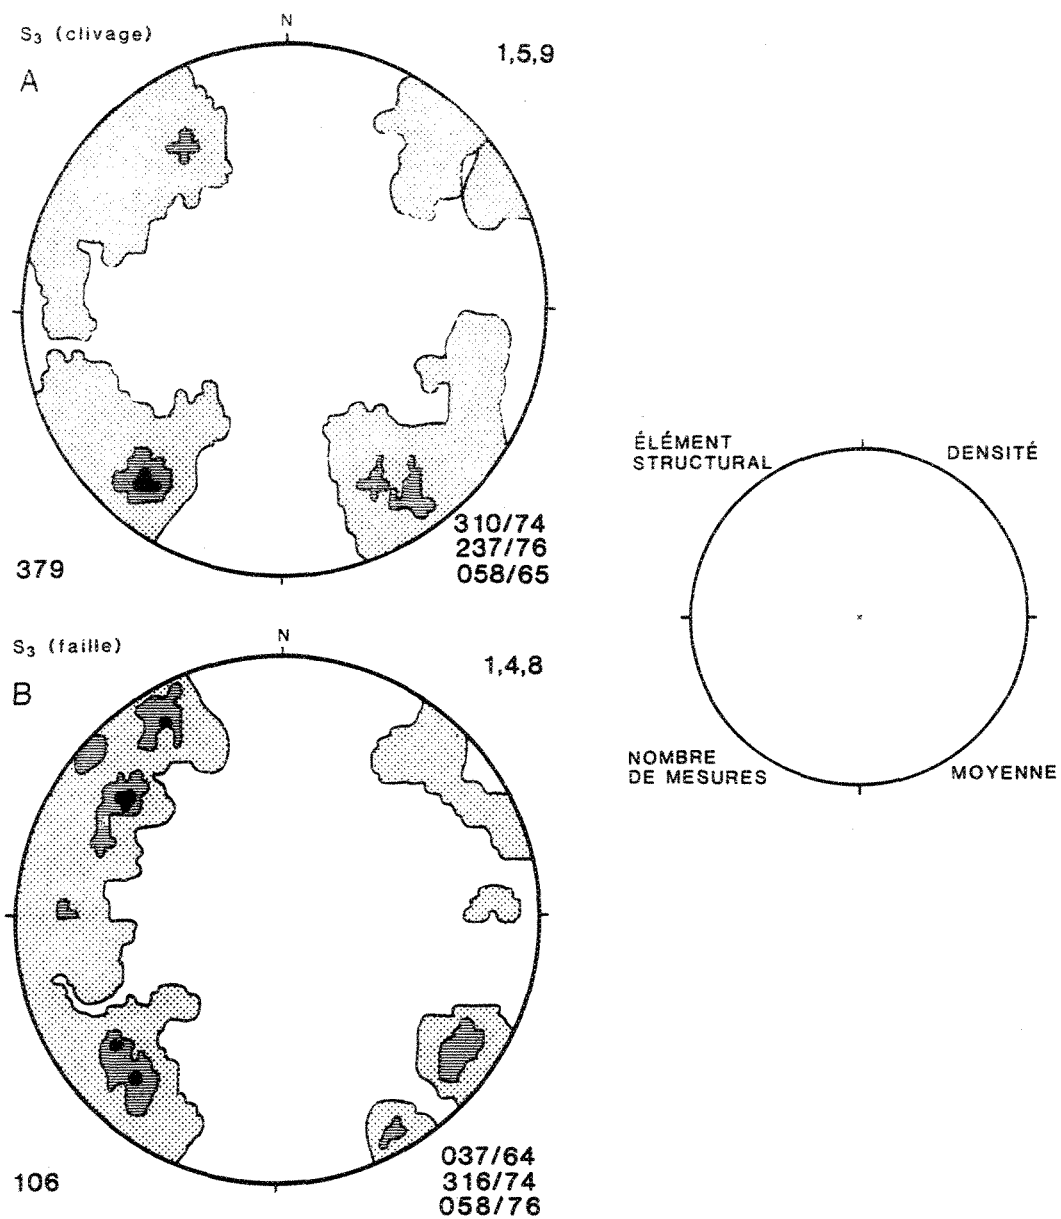 S₃ (clivage)
N
1,5,9
A
379
310/74
237/76
058/65
S₃ (faille)
N
1,4,8
B
106
037/64
316/74
058/76
ÉLÉMENT
STRUCTURAL
DENSITÉ
NOMBRE
DE MESURES
MOYENNE